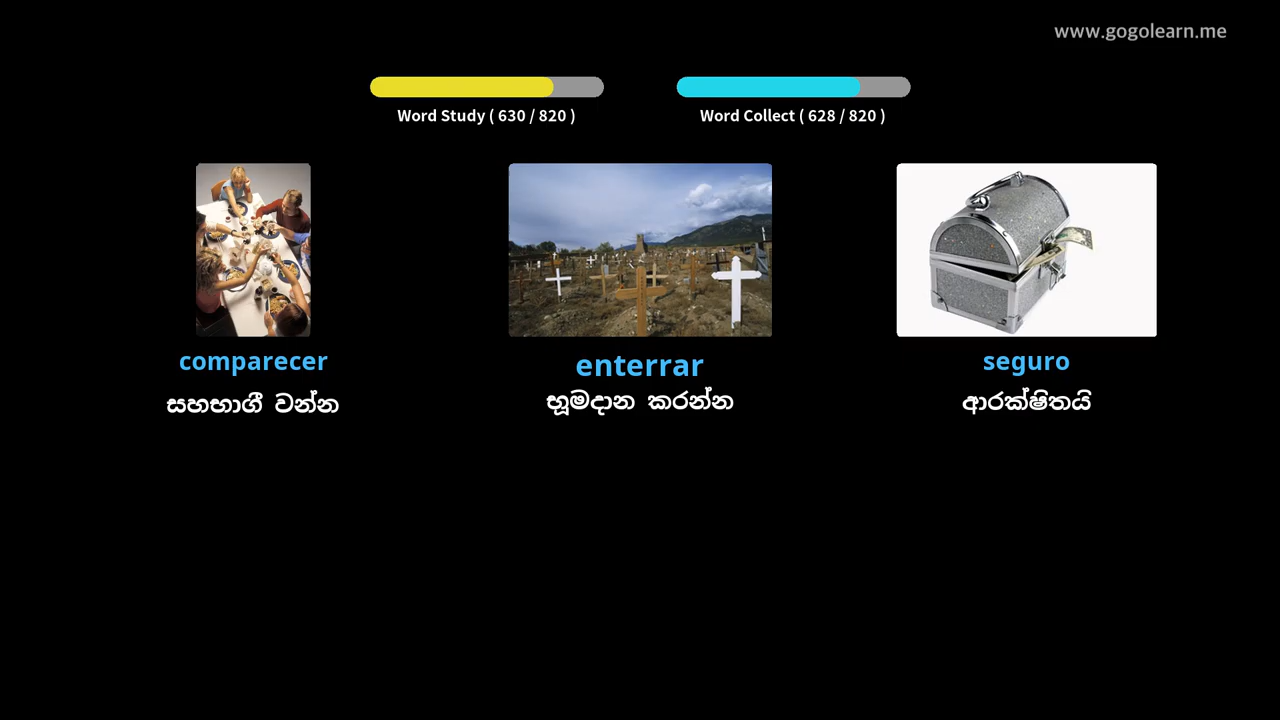 www.gogolearn.me
Word Study ( 630 / 820 )
Word Collect ( 628 / 820 )
comparecer
සහභාගී වන්න
enterrar
භූමදාන කරන්න
seguro
ආරක්ෂිතයි